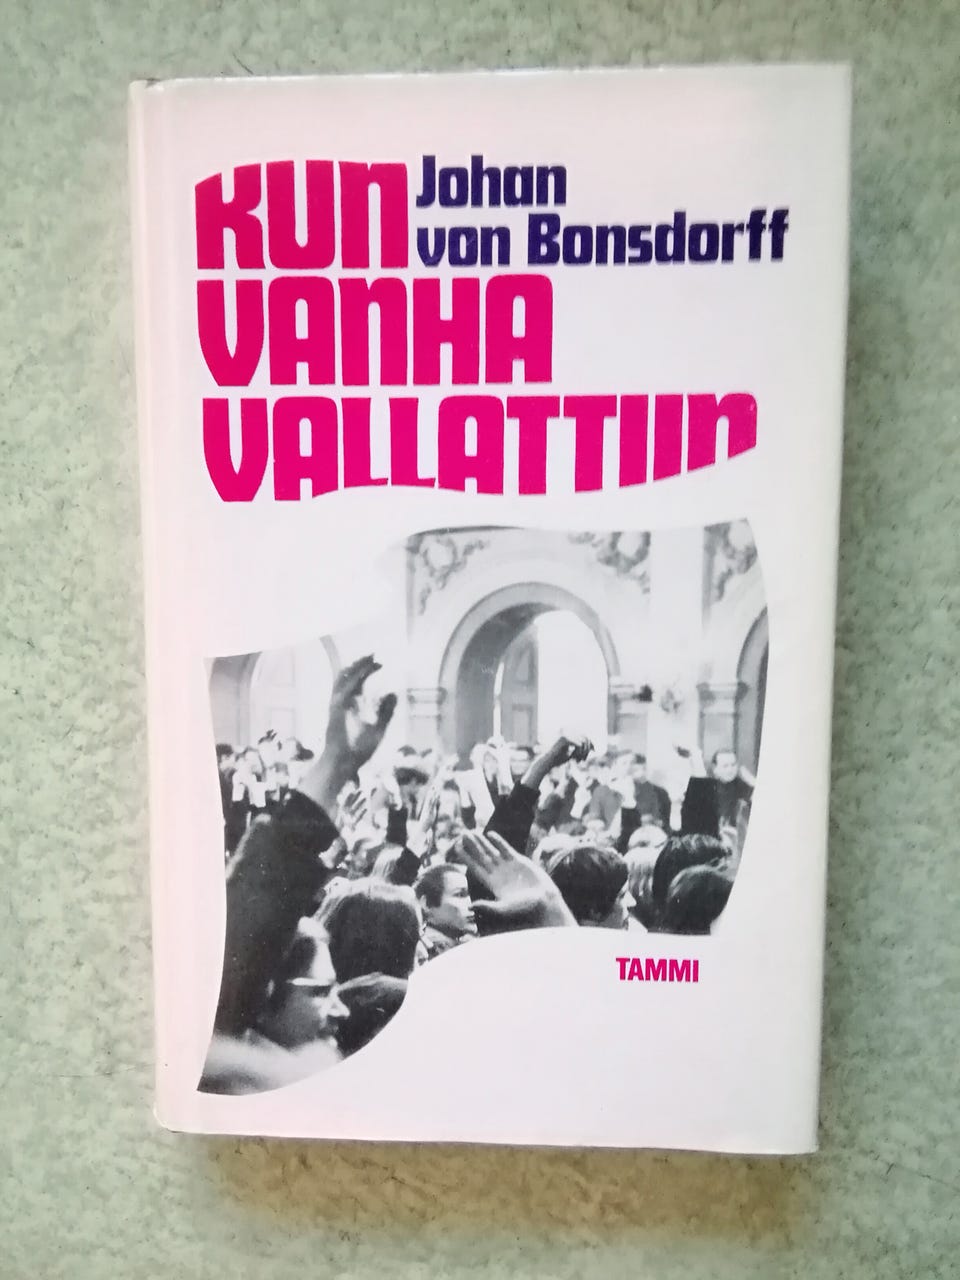 KUN
Johan
von Bonsdorff
VANHA
VALLATTIIN
TAMMI